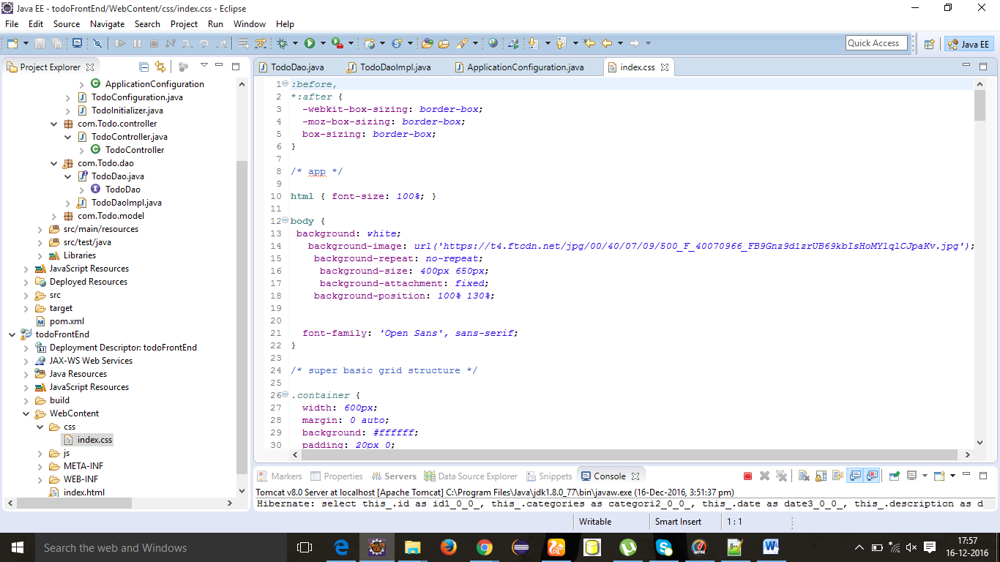 Java EE - todoFrontEnd/WebContent/css/index.css - Eclipse
File Edit Source Navigate Search Project Run Window Help
Quick Access
Java EE
Project Explorer
ApplicationConfiguration
TodoConfiguration.java
TodoInitializer.java
com.Todo.controller
TodoController.java
TodoController
com.Todo.dao
TodoDao.java
TodoDao
TodoDaoImpl.java
com.Todo.model
src/main/resources
src/test/java
Libraries
JavaScript Resources
Deployed Resources
src
target
pom.xml
todoFrontEnd
Deployment Descriptor: todoFrontEnd
JAX-WS Web Services
Java Resources
JavaScript Resources
build
WebContent
css
index.css
js
META-INF
WEB-INF
index.html
TodoDao.java TodoDaoImpl.java ApplicationConfiguration.java index.css
1 :before,
2 *:after {
3 -webkit-box-sizing: border-box;
4 -moz-box-sizing: border-box;
5 box-sizing: border-box;
6 }
7
8 /* app */
9
10 html { font-size: 100%; }
11
12 body {
13 background: white;
14 background-image: url('https://t4.ftcdn.net/jpg/00/40/07/09/500_F_40070966_FB9Gnz9d1zrUB69kbIsHoMYlqlCJpaKv.jpg');
15 background-repeat: no-repeat;
16 background-size: 400px 650px;
17 background-attachment: fixed;
18 background-position: 100% 130%;
19
20
21 font-family: 'Open Sans', sans-serif;
22 }
23
24 /* super basic grid structure */
25
26 .container {
27 width: 600px;
28 margin: 0 auto;
29 background: #ffffff;
30 padding: 20px 0;
Markers Properties Servers Data Source Explorer Snippets Console
Tomcat v8.0 Server at localhost [Apache Tomcat] C:\Program Files\Java\jdk1.8.0_77\bin\javaw.exe (16-Dec-2016, 3:51:37 pm)
Hibernate: select this_.id as id1_0_0_, this_.categories as categori2_0_0_, this_.date as date3_0_0_, this_.description as d
Writable Smart Insert 1 : 1
Search the web and Windows
17:57
16-12-2016